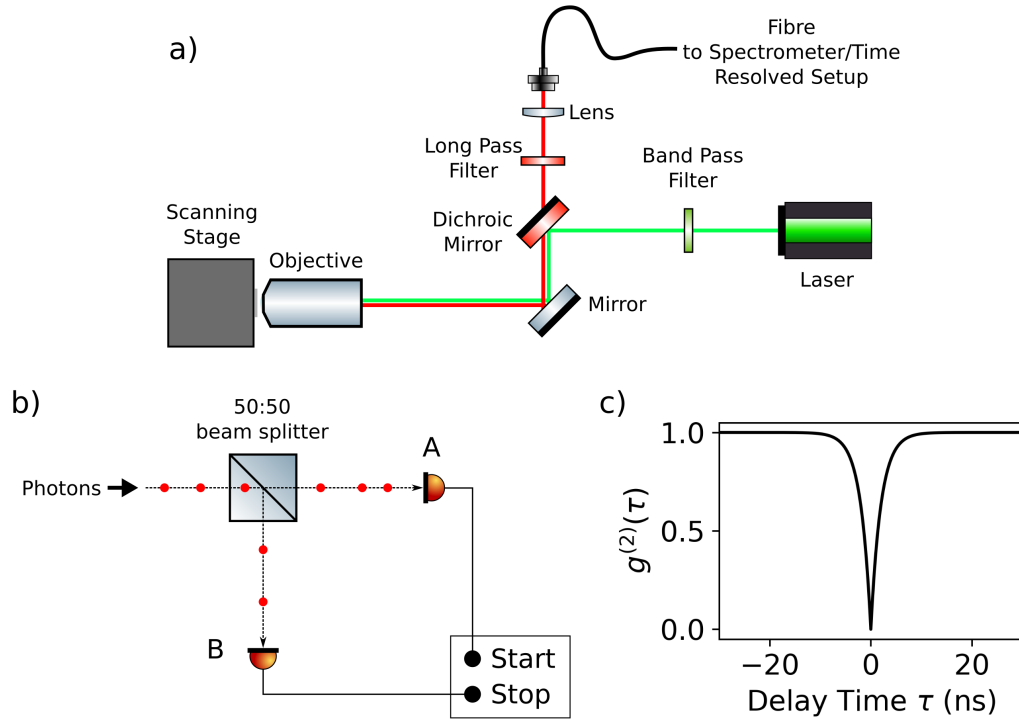 a)
Fibre
to Spectrometer/Time
Resolved Setup
Lens
Long Pass
Filter
Band Pass
Filter
Dichroic
Mirror
Scanning
Stage
Objective
Laser
Mirror
b)
50:50
beam splitter
A
Photons
B
Start
Stop
c)
1.0
0.5
0.0
g⁽²⁾(τ)
−20 0 20
Delay Time τ (ns)